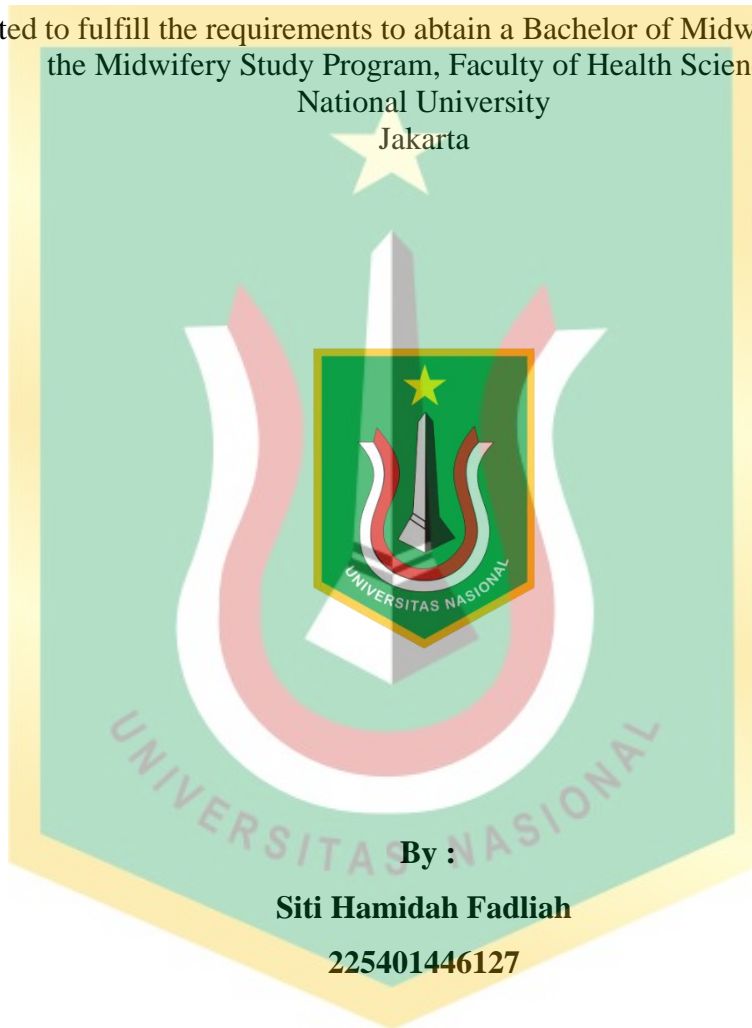 ted to fulfill the requirements to abtain a Bachelor of Midw
the Midwifery Study Program, Faculty of Health Scien
National University
Jakarta
UNIVERSITAS NASIONAL
UNIVERSITAS NASIONAL
By :
Siti Hamidah Fadliah
225401446127